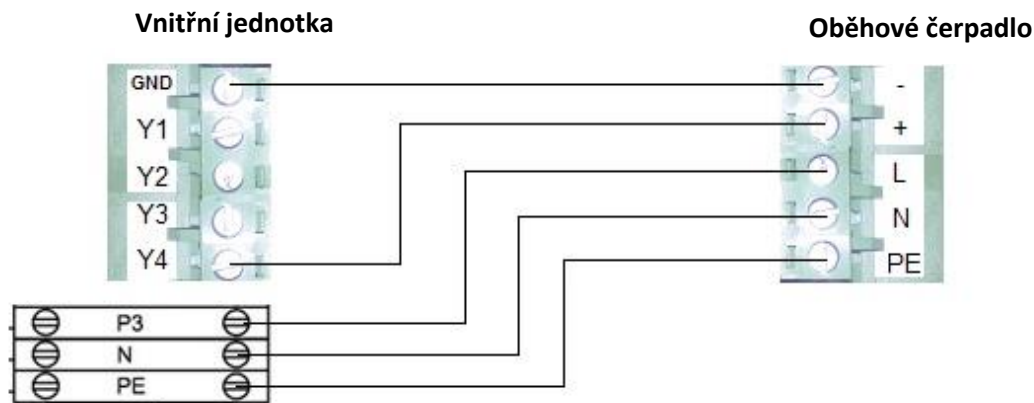 Vnitřní jednotka
Oběhové čerpadlo
GND
Y1
Y2
Y3
Y4
-
+
L
N
PE
P3
N
PE